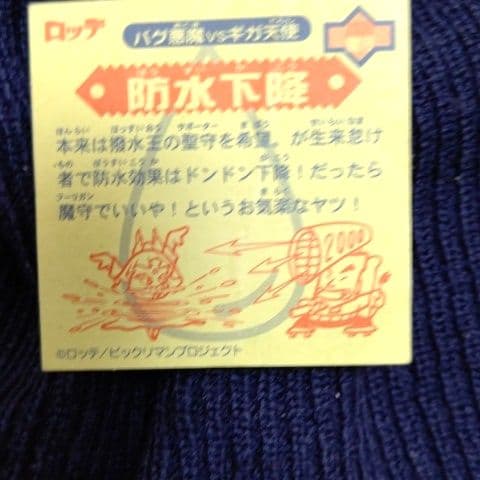 ロッテ
バグ悪魔VSギガ天使
防水下降
本来は撥水王の聖守を希望。が生来怠け
者で防水効果はドンドン下降！だったら
魔守でいいや！というお気楽なヤツ！
2000
©ロッテ/ビックリマンプロジェクト